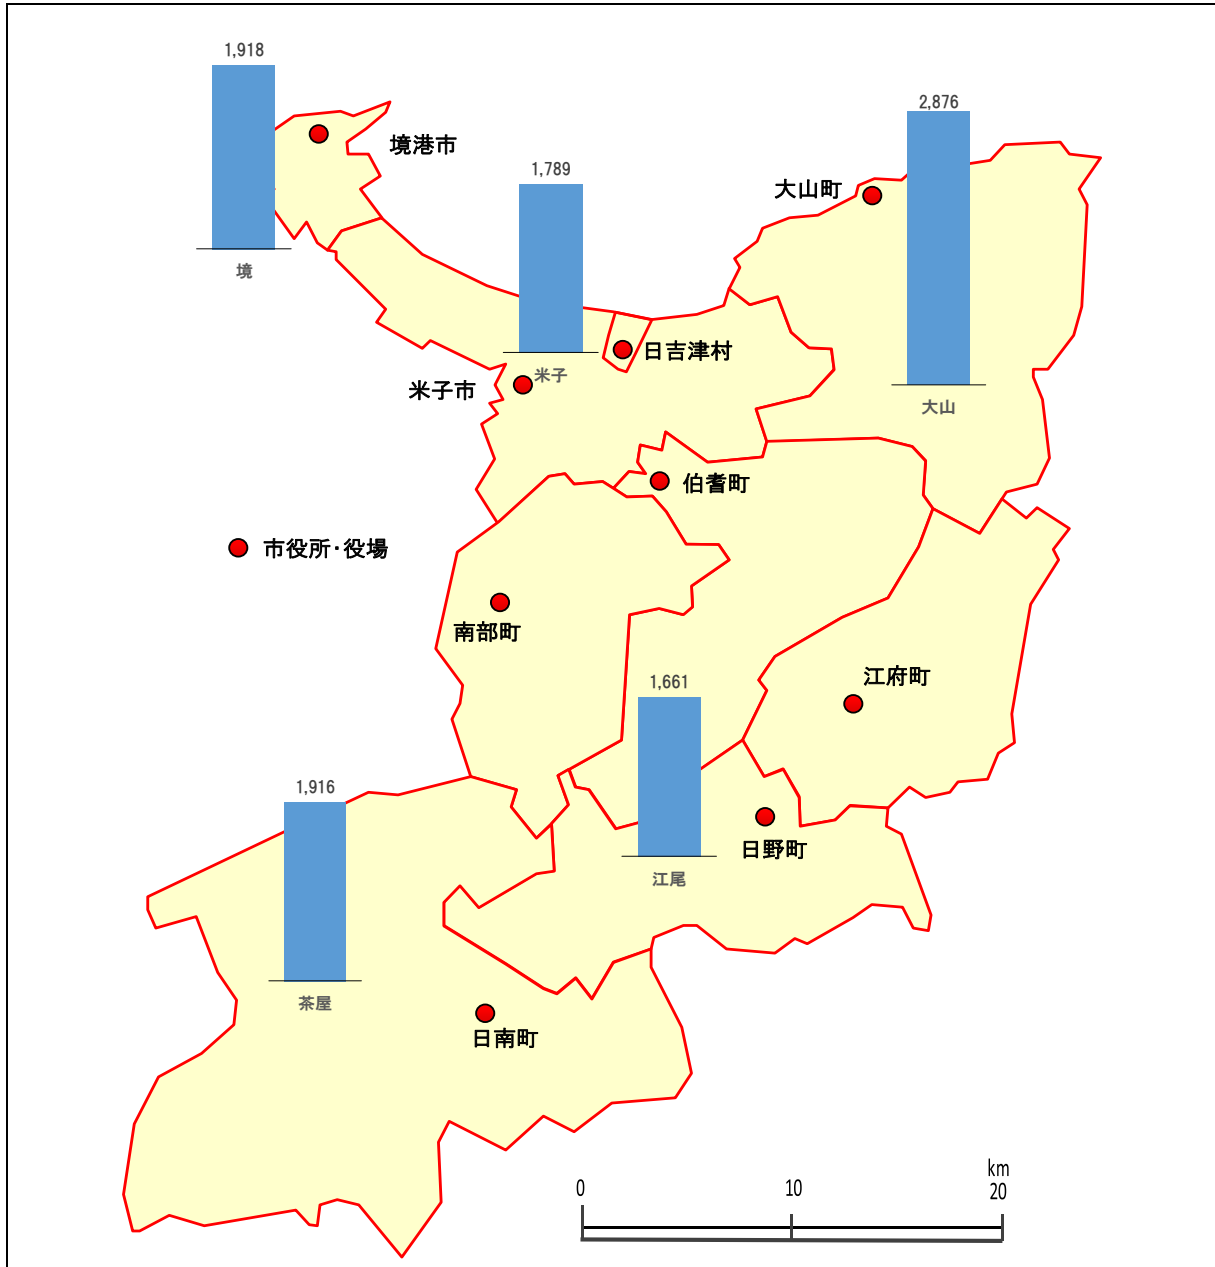 1,918
境港市
境
1,789
米子
2,876
大山町
大山
日吉津村
米子市
伯耆町
市役所・役場
南部町
江府町
1,661
江尾
1,916
茶屋
日野町
日南町
km
0 10 20